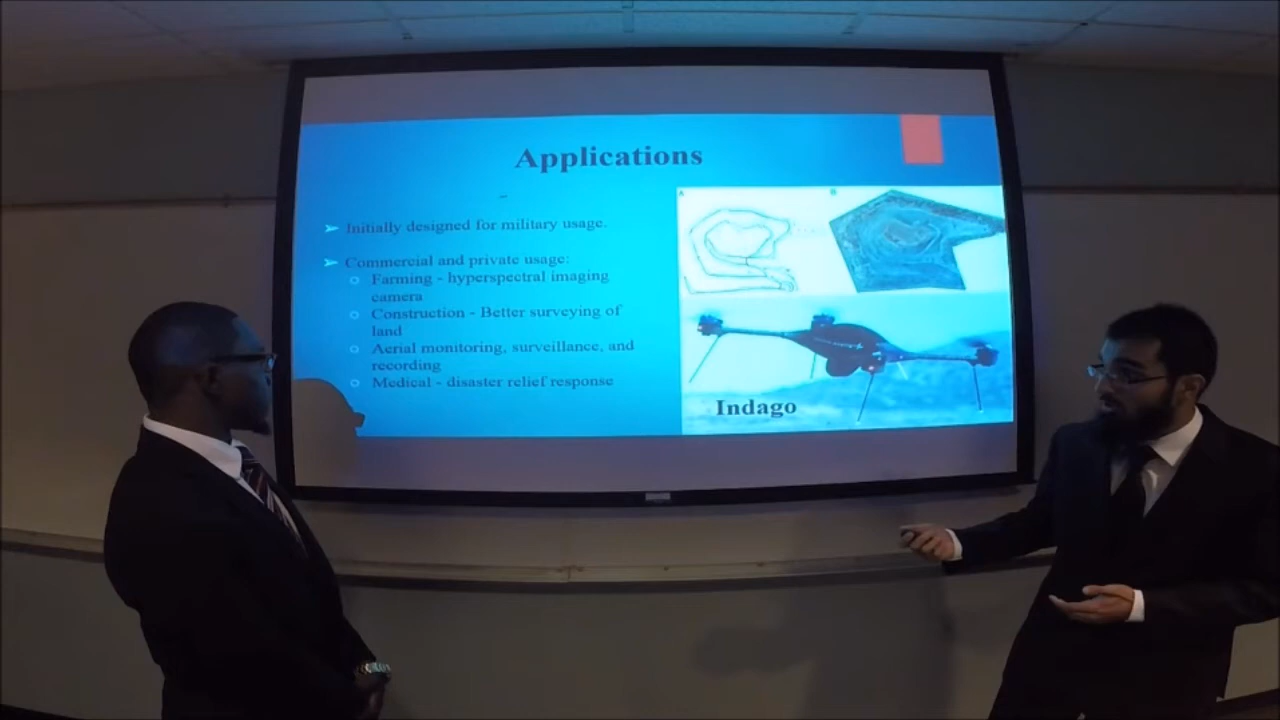 Applications
Initially designed for military usage.
Commercial and private usage:
Farming - hyperspectral imaging
camera
Construction - Better surveying of
land
Aerial monitoring, surveillance, and
recording
Medical - disaster relief response
A
B
Indago